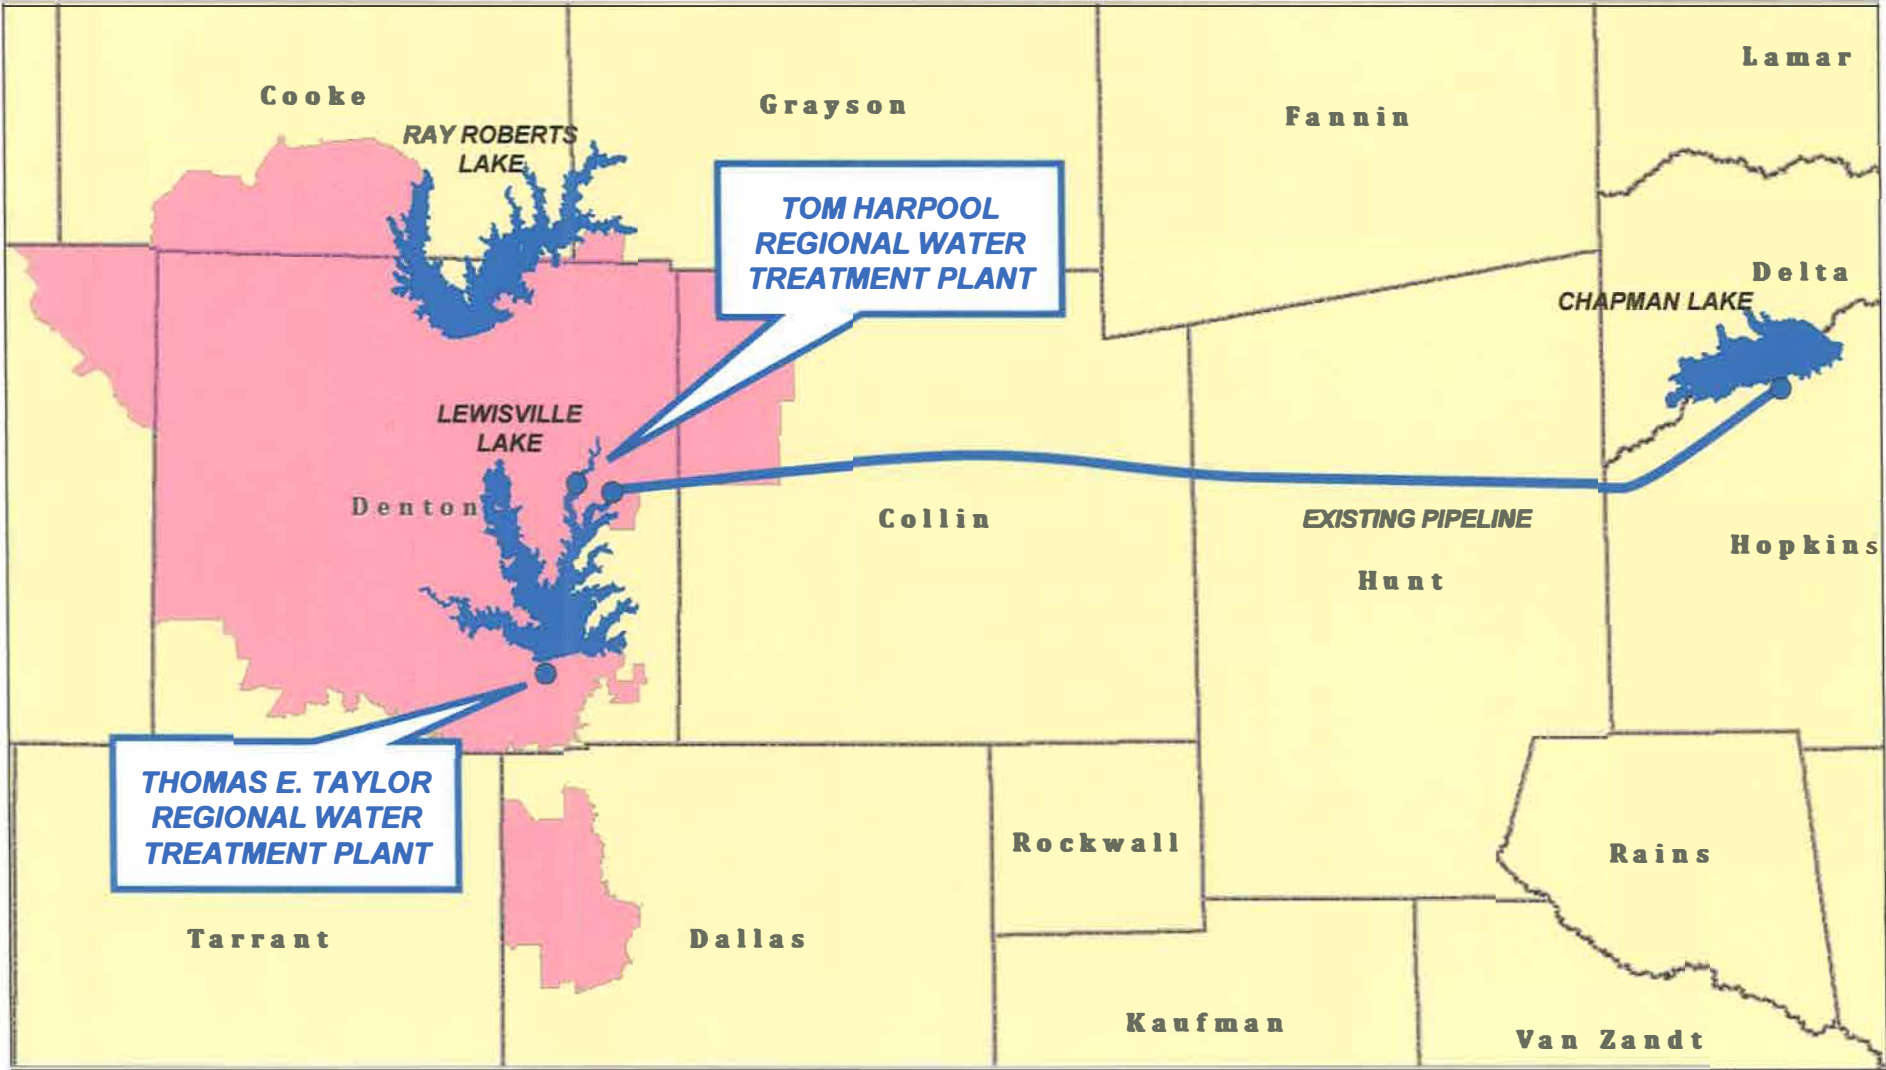 Lamar
Cooke
Grayson
Fannin
RAY ROBERTS
LAKE
TOM HARPOOL
REGIONAL WATER
TREATMENT PLANT
Delta
CHAPMAN LAKE
LEWISVILLE
LAKE
Denton
Collin
EXISTING PIPELINE
Hopkins
Hunt
THOMAS E. TAYLOR
REGIONAL WATER
TREATMENT PLANT
Rockwall
Rains
Tarrant
Dallas
Kaufman
Van Zandt